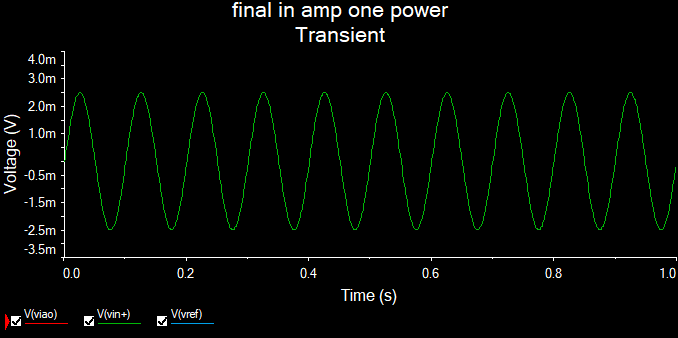 final in amp one power
Transient
4.0m
3.0m
2.0m
1.0m
-0.5m
-1.5m
-2.5m
-3.5m
Voltage (V)
0.0 0.2 0.4 0.6 0.8 1.0
Time (s)
V(viao) V(vin+) V(vref)